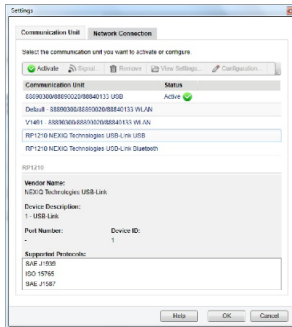 Settings
Communication Unit Network Connection
Select the communication unit you want to activate or configure.
Activate Signal... Remove View Settings... Configuration...
Communication Unit Status
88890300/88890020/88840133 USB Active
Default - 88890300/88890020/88840133 WLAN
V1491 - 88890300/88890020/88840133 WLAN
RP1210 NEXIQ Technologies USB-Link USB
RP1210 NEXIQ Technologies USB-Link Bluetooth
RP1210
Vendor Name:
NEXIQ Technologies USB-Link
Device Description:
1 - USB-Link
Port Number: Device ID:
- 1
Supported Protocols:
SAE J1939
ISO 15765
SAE J1587
Help OK Cancel